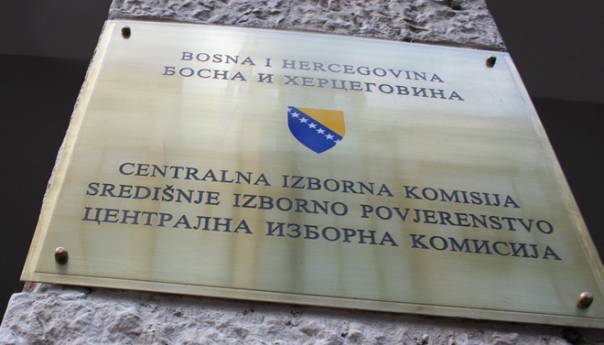 BOSNA I HERCEGOVINA
БОСНА И ХЕРЦЕГОВИНА
CENTRALNA IZBORNA KOMISIJA
SREDIŠNJE IZBORNO POVJERENSTVO
ЦЕНТРАЛНА ИЗБОРНА КОМИСИЈА